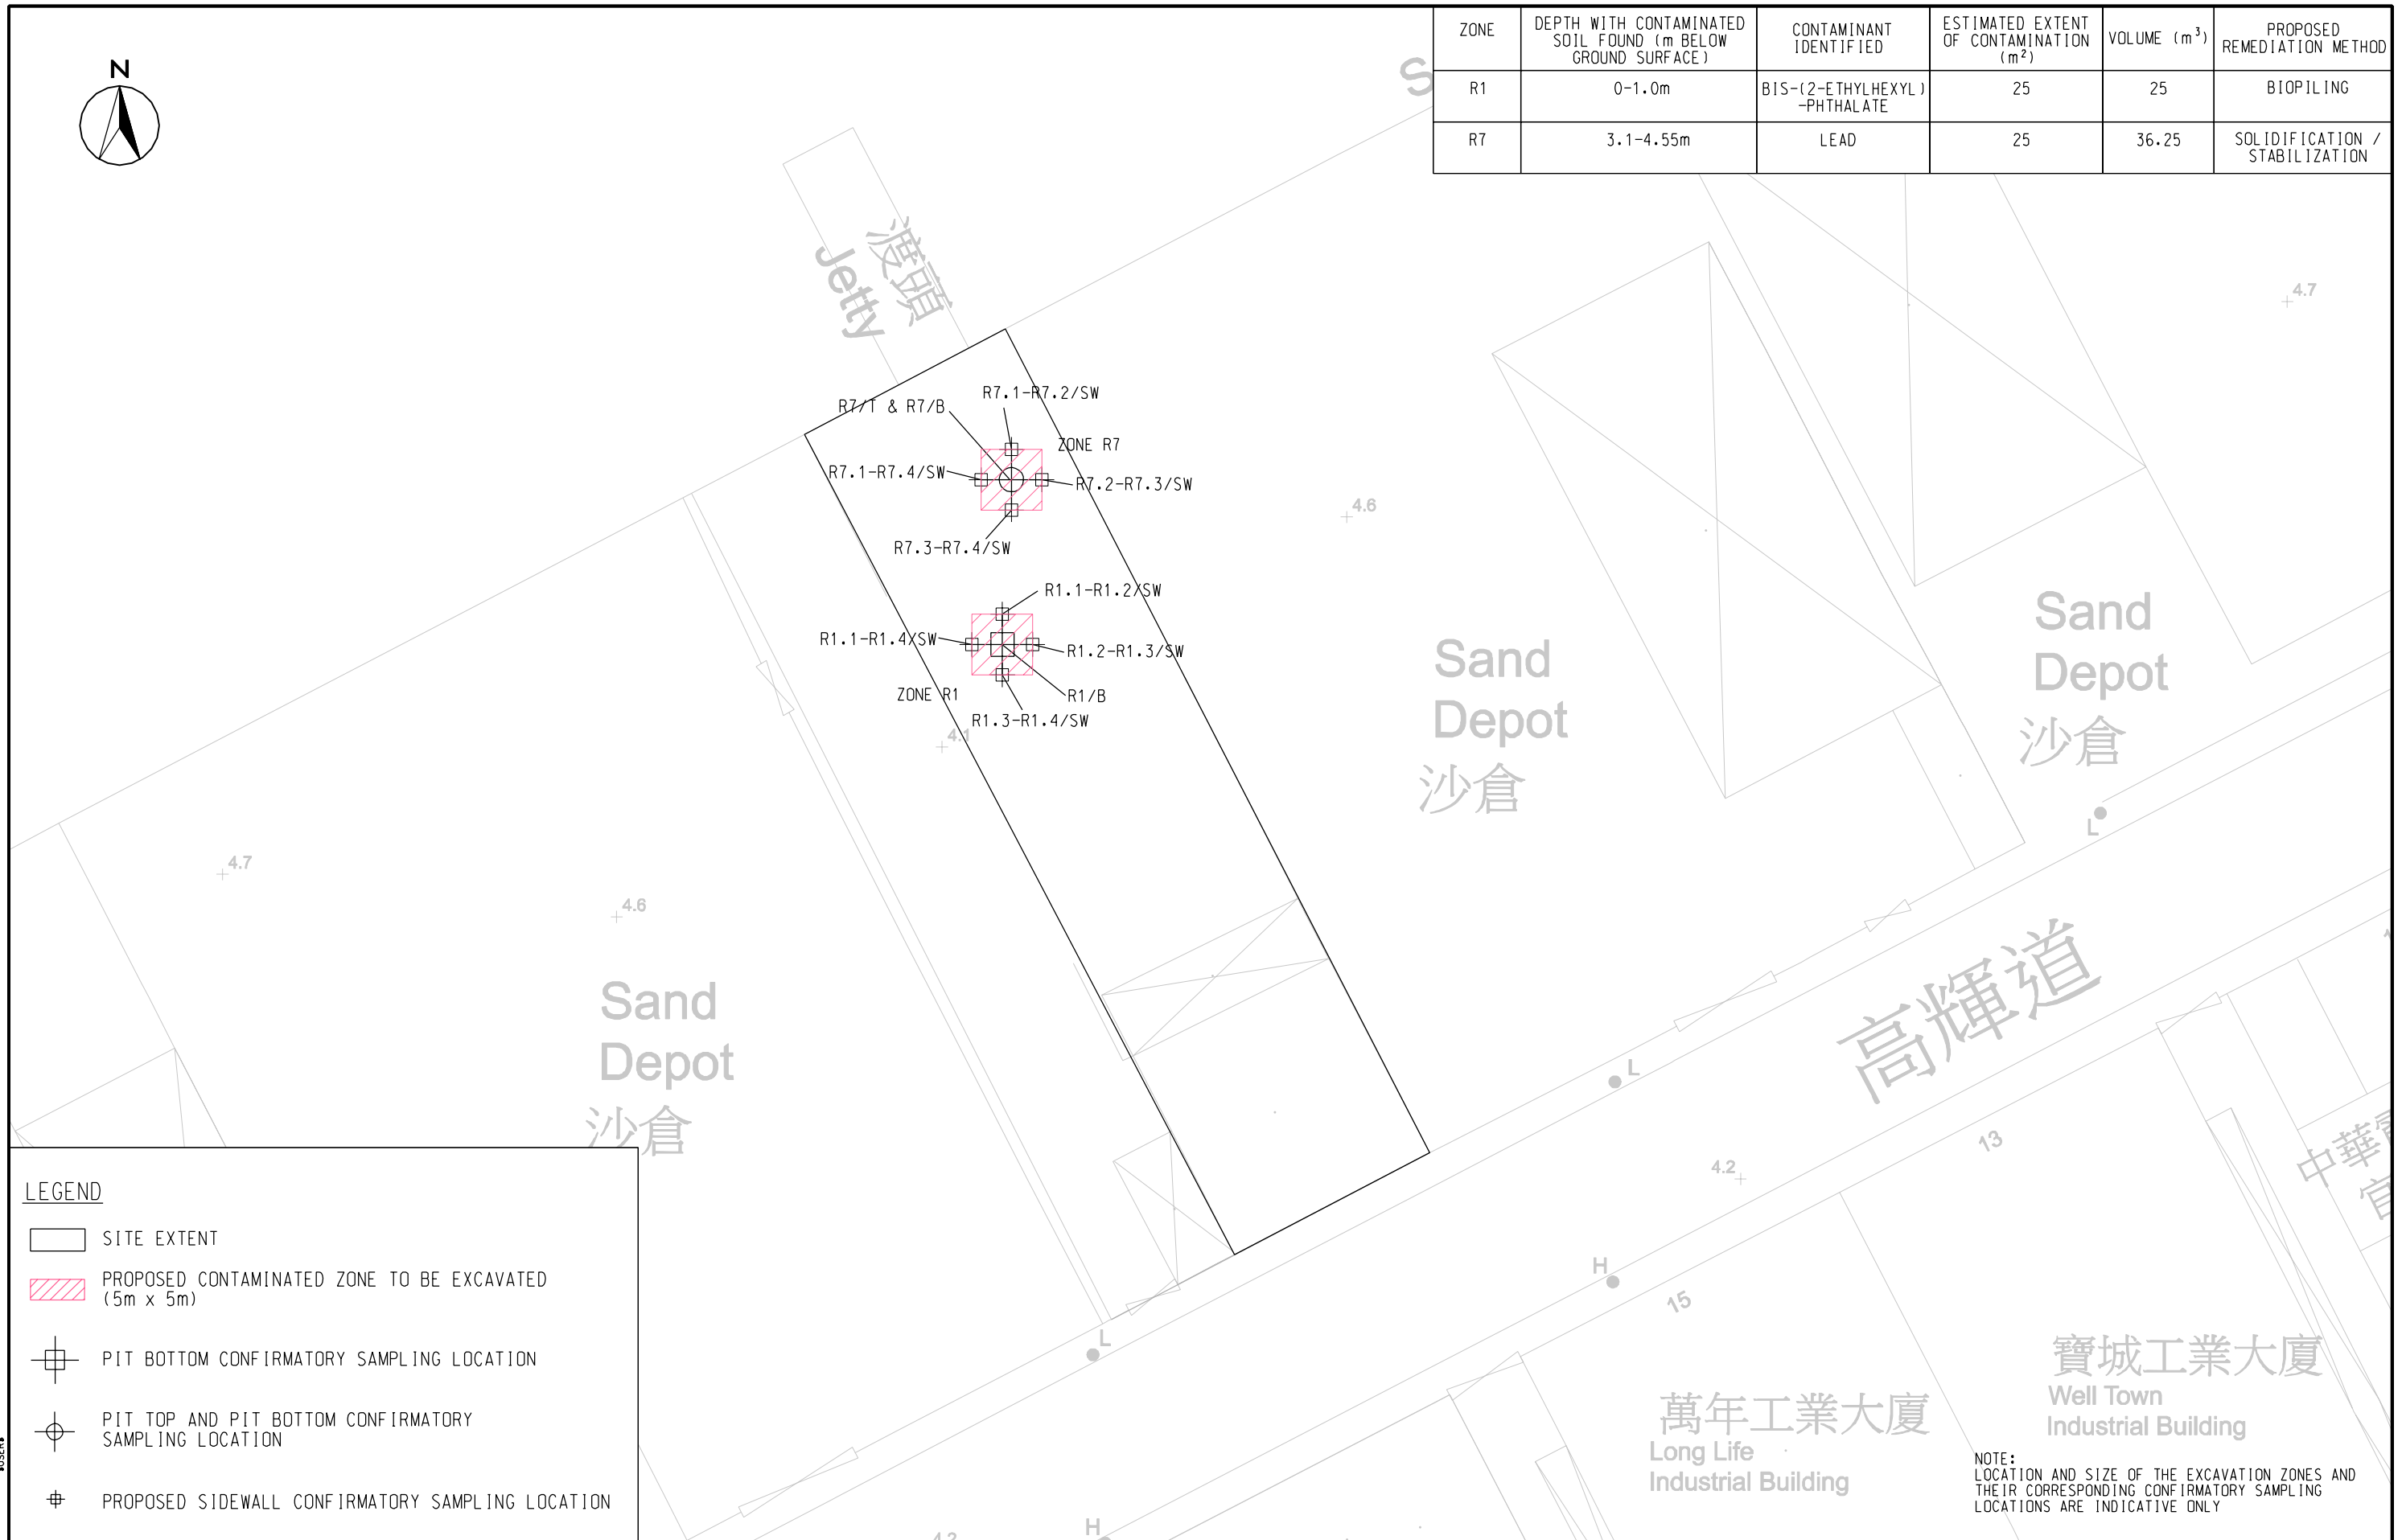 N
ZONE
DEPTH WITH CONTAMINATED
SOIL FOUND (m BELOW
GROUND SURFACE)
CONTAMINANT
IDENTIFIED
ESTIMATED EXTENT
OF CONTAMINATION
(m²)
VOLUME (m³)
PROPOSED
REMEDIATION METHOD
R1
0-1.0m
BIS-(2-ETHYLHEXYL)
-PHTHALATE
25
25
BIOPILING
R7
3.1-4.55m
LEAD
25
36.25
SOLIDIFICATION /
STABILIZATION
S
渡頭
Jetty
4.7
R7.1-R7.2/SW
R7/T & R7/B
ZONE R7
R7.1-R7.4/SW
R7.2-R7.3/SW
4.6
R7.3-R7.4/SW
R1.1-R1.2/SW
R1.1-R1.4/SW
R1.2-R1.3/SW
ZONE R1
R1/B
R1.3-R1.4/SW
4.1
Sand
Depot
沙倉
Sand
Depot
沙倉
L
4.7
4.6
Sand
Depot
沙倉
高輝道
L
13
4.2
中華
H
15
L
寶城工業大廈
Well Town
Industrial Building
萬年工業大廈
Long Life
Industrial Building
H
4.2
LEGEND
SITE EXTENT
PROPOSED CONTAMINATED ZONE TO BE EXCAVATED
(5m x 5m)
PIT BOTTOM CONFIRMATORY SAMPLING LOCATION
PIT TOP AND PIT BOTTOM CONFIRMATORY
SAMPLING LOCATION
PROPOSED SIDEWALL CONFIRMATORY SAMPLING LOCATION
NOTE:
LOCATION AND SIZE OF THE EXCAVATION ZONES AND
THEIR CORRESPONDING CONFIRMATORY SAMPLING
LOCATIONS ARE INDICATIVE ONLY